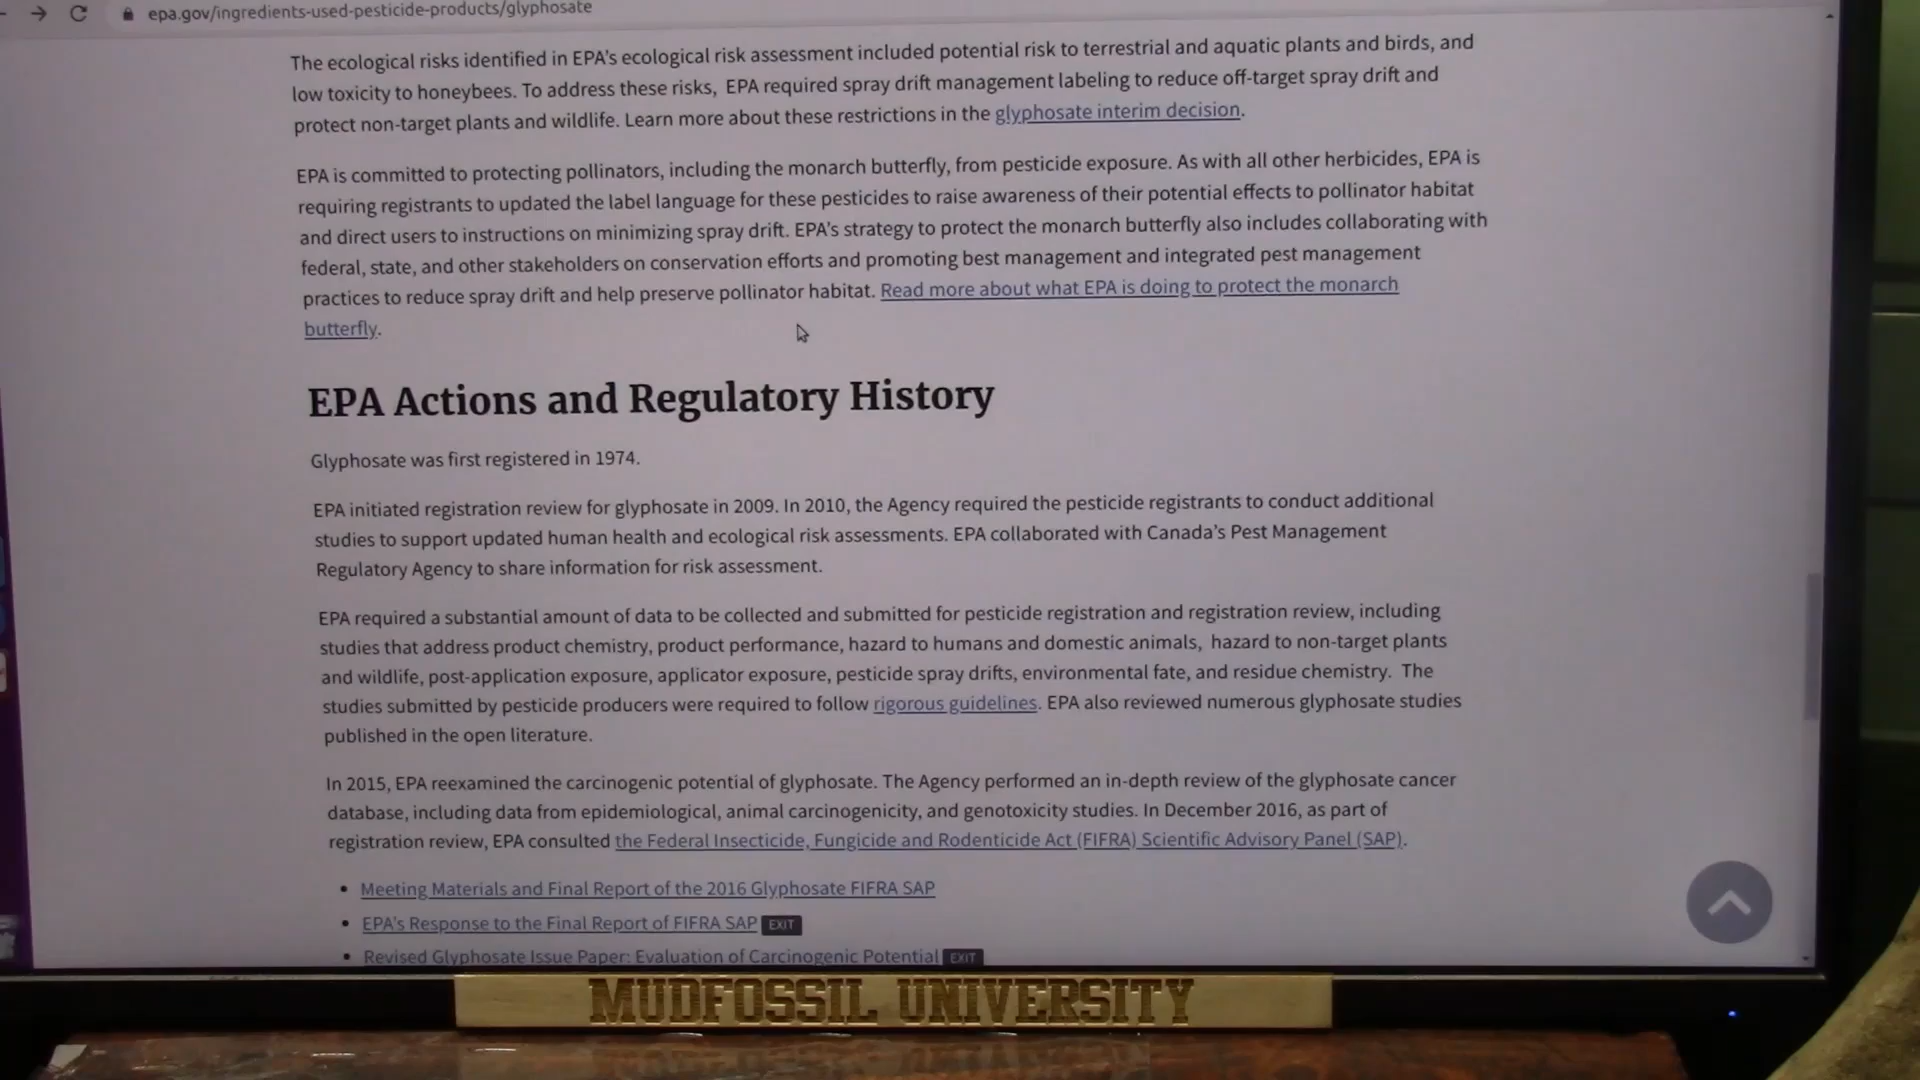 epa.gov/ingredients-used-pesticide-products/glyphosate
The ecological risks identified in EPA's ecological risk assessment included potential risk to terrestrial and aquatic plants and birds, and
low toxicity to honeybees. To address these risks, EPA required spray drift management labeling to reduce off-target spray drift and
protect non-target plants and wildlife. Learn more about these restrictions in the glyphosate interim decision.
EPA is committed to protecting pollinators, including the monarch butterfly, from pesticide exposure. As with all other herbicides, EPA is
requiring registrants to updated the label language for these pesticides to raise awareness of their potential effects to pollinator habitat
and direct users to instructions on minimizing spray drift. EPA's strategy to protect the monarch butterfly also includes collaborating with
federal, state, and other stakeholders on conservation efforts and promoting best management and integrated pest management
practices to reduce spray drift and help preserve pollinator habitat. Read more about what EPA is doing to protect the monarch
butterfly.
EPA Actions and Regulatory History
Glyphosate was first registered in 1974.
EPA initiated registration review for glyphosate in 2009. In 2010, the Agency required the pesticide registrants to conduct additional
studies to support updated human health and ecological risk assessments. EPA collaborated with Canada's Pest Management
Regulatory Agency to share information for risk assessment.
EPA required a substantial amount of data to be collected and submitted for pesticide registration and registration review, including
studies that address product chemistry, product performance, hazard to humans and domestic animals, hazard to non-target plants
and wildlife, post-application exposure, applicator exposure, pesticide spray drifts, environmental fate, and residue chemistry. The
studies submitted by pesticide producers were required to follow rigorous guidelines. EPA also reviewed numerous glyphosate studies
published in the open literature.
In 2015, EPA reexamined the carcinogenic potential of glyphosate. The Agency performed an in-depth review of the glyphosate cancer
database, including data from epidemiological, animal carcinogenicity, and genotoxicity studies. In December 2016, as part of
registration review, EPA consulted the Federal Insecticide, Fungicide and Rodenticide Act (FIFRA) Scientific Advisory Panel (SAP).
• Meeting Materials and Final Report of the 2016 Glyphosate FIFRA SAP
• EPA's Response to the Final Report of FIFRA SAP EXIT
• Revised Glyphosate Issue Paper: Evaluation of Carcinogenic Potential EXIT
MUDFOSSIL UNIVERSITY